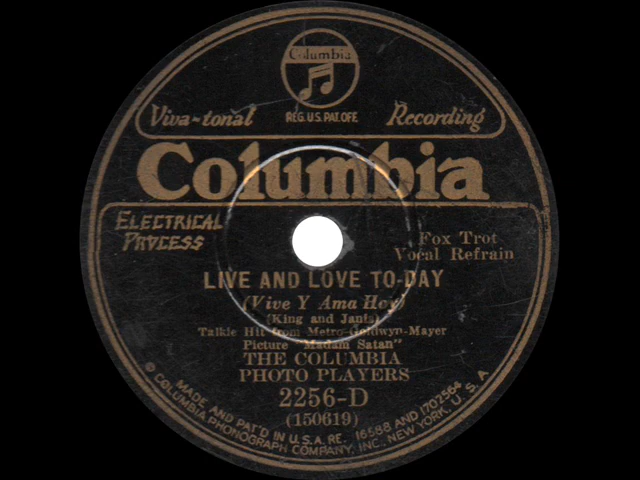 Columbia
REG. U.S. PAT. OFF.
Viva-tonal Recording
Columbia
ELECTRICAL
PROCESS
Fox Trot
Vocal Refrain
LIVE AND LOVE TO-DAY
(Vive Y Ama Hoy)
(King and Janis)
Talkie Hit from Metro-Goldwyn-Mayer
Picture "Madam Satan"
THE COLUMBIA
PHOTO PLAYERS
2256-D
(150619)
MADE AND PAT'D IN U.S.A. RE. 16588 AND 1702564
© COLUMBIA PHONOGRAPH COMPANY, INC., NEW YORK, U.S.A